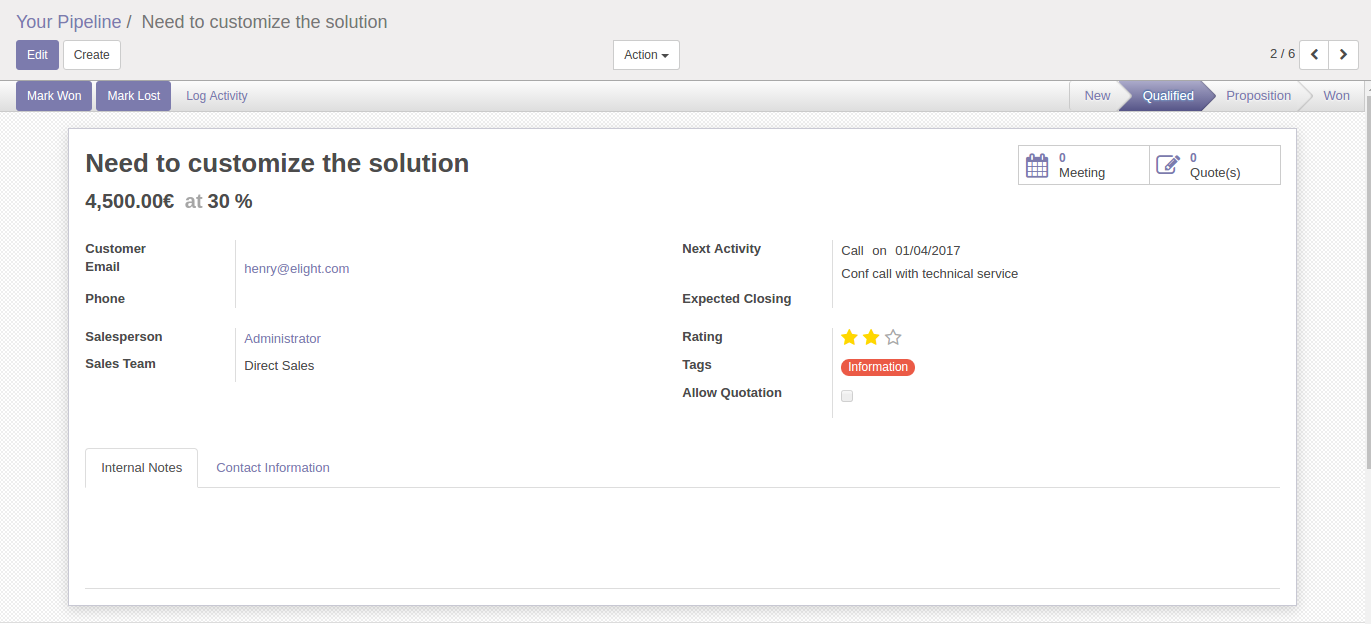 Your Pipeline / Need to customize the solution
Edit Create Action 2 / 6
Mark Won Mark Lost Log Activity New Qualified Proposition Won
Need to customize the solution
0 Meeting
0 Quote(s)
4,500.00€ at 30 %
Customer
Email henry@elight.com
Phone
Next Activity Call on 01/04/2017
Conf call with technical service
Expected Closing
Salesperson Administrator
Sales Team Direct Sales
Rating
Tags Information
Allow Quotation
Internal Notes Contact Information